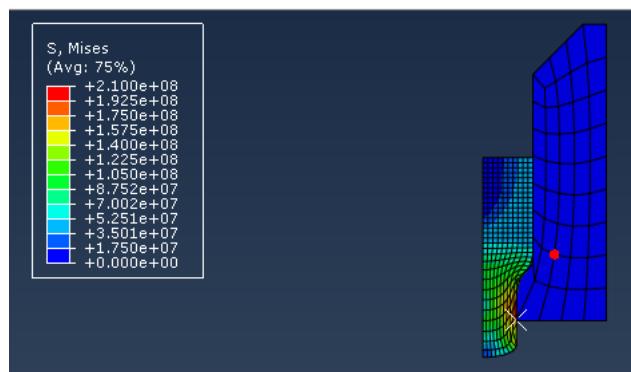 S, Mises
(Avg: 75%)
+2.100e+08
+1.925e+08
+1.750e+08
+1.575e+08
+1.400e+08
+1.225e+08
+1.050e+08
+8.752e+07
+7.002e+07
+5.251e+07
+3.501e+07
+1.750e+07
+0.000e+00